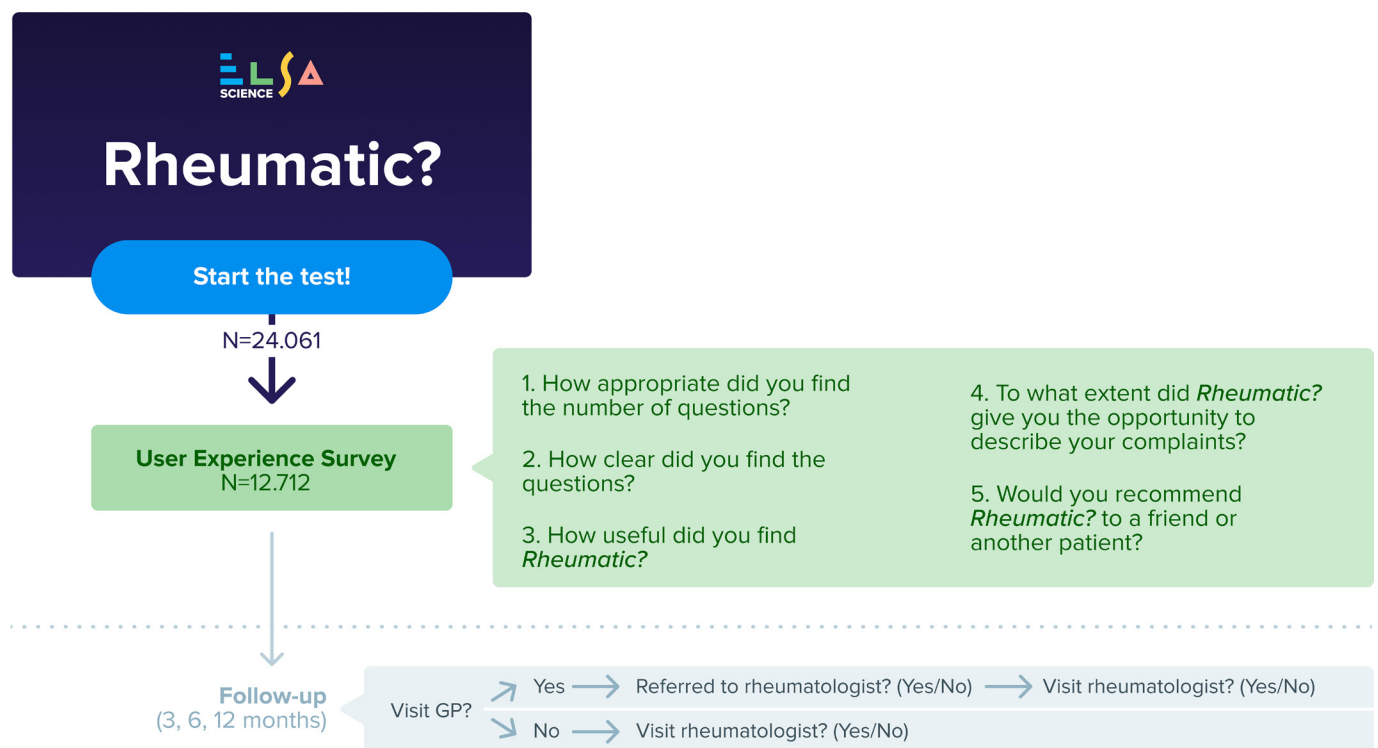 ELSA
SCIENCE
Rheumatic?
Start the test!
N=24.061
User Experience Survey
N=12.712
1. How appropriate did you find
the number of questions?
2. How clear did you find the
questions?
3. How useful did you find
Rheumatic?
4. To what extent did Rheumatic?
give you the opportunity to
describe your complaints?
5. Would you recommend
Rheumatic? to a friend or
another patient?
Follow-up
(3, 6, 12 months)
Visit GP?
Yes
Referred to rheumatologist? (Yes/No)
Visit rheumatologist? (Yes/No)
No
Visit rheumatologist? (Yes/No)